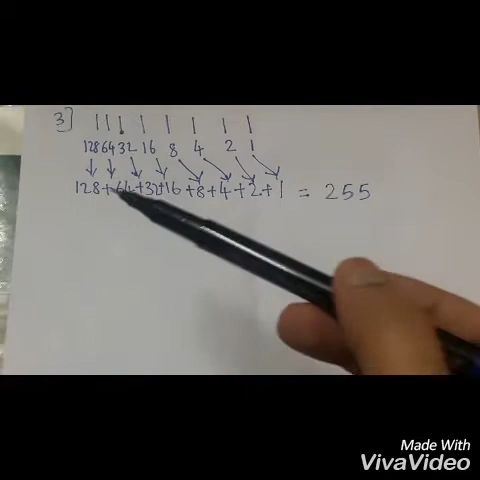 3] 1 1 1 1 1 1 1 1
128 64 32 16 8 4 2 1
128+64+32+16+8+4+2+1 = 255
Made With
VivaVideo